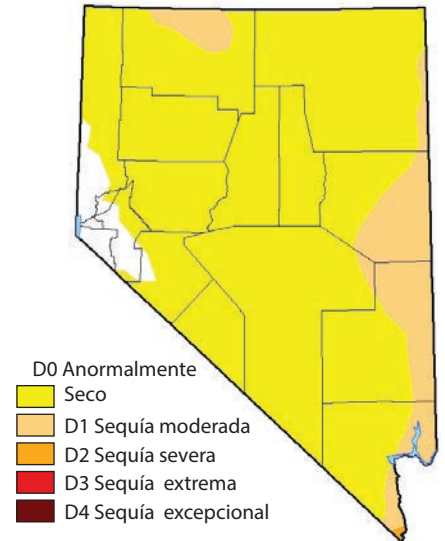 D0 Anormalmente
Seco
D1 Sequía moderada
D2 Sequía severa
D3 Sequía extrema
D4 Sequía excepcional